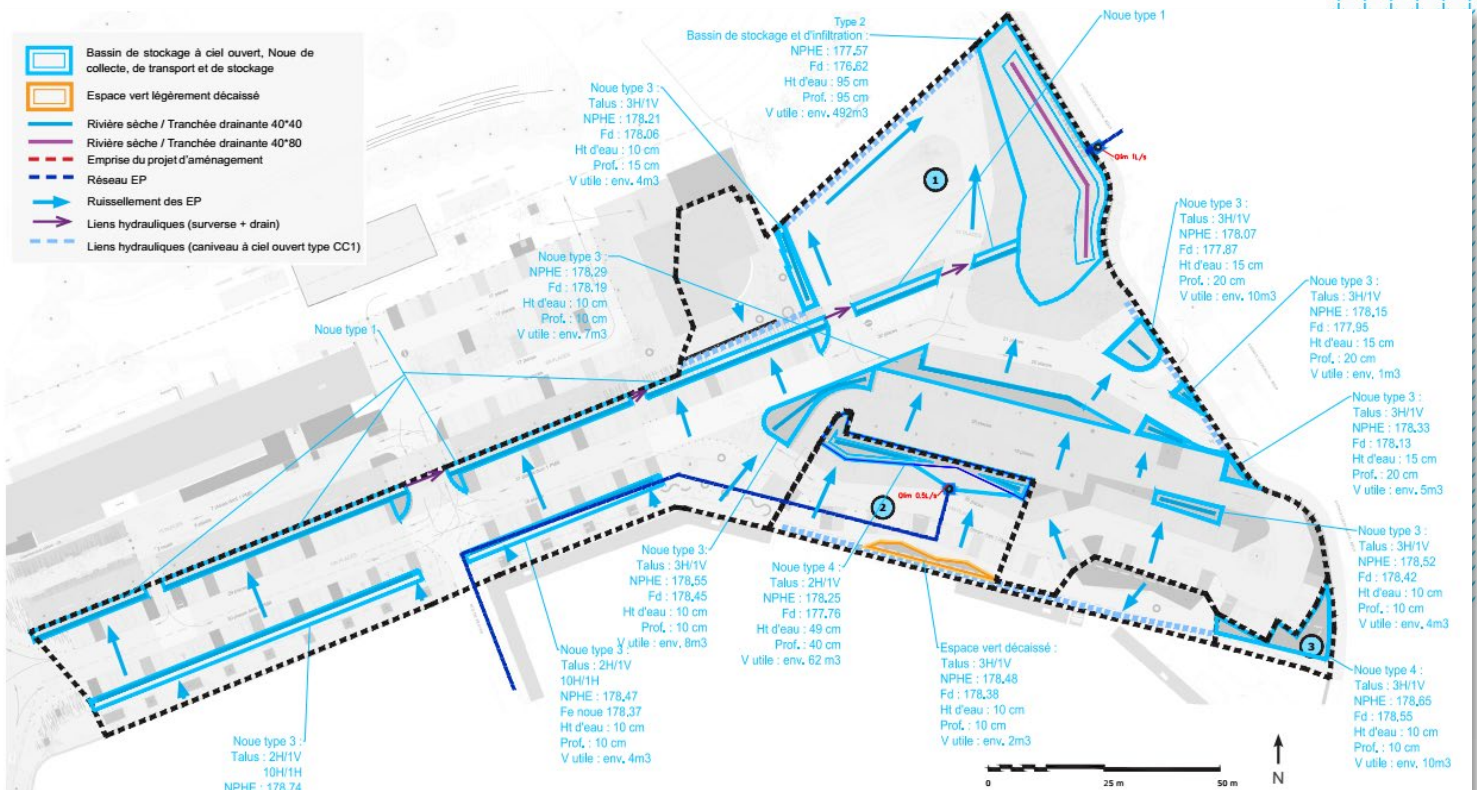 Bassin de stockage à ciel ouvert, Noue de
collecte, de transport et de stockage
Espace vert légèrement décaissé
Rivière sèche / Tranchée drainante 40*40
Rivière sèche / Tranchée drainante 40*80
Emprise du projet d'aménagement
Réseau EP
Ruissellement des EP
Liens hydrauliques (surverse + drain)
Liens hydrauliques (caniveau à ciel ouvert type CC1)
Type 2
Bassin de stockage et d'infiltration :
NPHE : 177.57
Fd : 176.62
Ht d'eau : 95 cm
Prof. : 95 cm
V utile : env. 492m3
Noue type 1
Noue type 3 :
Talus : 3H/1V
NPHE : 178.21
Fd : 178.06
Ht d'eau : 10 cm
Prof. : 15 cm
V utile : env. 4m3
1
Qlim 1L/s
Noue type 3 :
Talus : 3H/1V
NPHE : 178.07
Fd : 177.87
Ht d'eau : 15 cm
Prof. : 20 cm
V utile : env. 10m3
Noue type 3 :
NPHE : 178.29
Fd : 178.19
Ht d'eau : 10 cm
Prof. : 10 cm
V utile : env. 7m3
Noue type 3 :
Talus : 3H/1V
NPHE : 178,15
Fd : 177,95
Ht d'eau : 15 cm
Prof. : 20 cm
V utile : env. 1m3
Noue type 1
Noue type 3 :
Talus : 3H/1V
NPHE : 178.33
Fd : 178.13
Ht d'eau : 15 cm
Prof. : 20 cm
V utile : env. 5m3
Qlim 0.5L/s
2
Noue type 3 :
Talus : 3H/1V
NPHE : 178,52
Fd : 178,42
Ht d'eau : 10 cm
Prof. : 10 cm
V utile : env. 4m3
Noue type 3 :
Talus : 3H/1V
NPHE : 178,55
Fd : 178,45
Ht d'eau : 10 cm
Prof. : 10 cm
V utile : env. 8m3
Noue type 4 :
Talus : 2H/1V
NPHE : 178.25
Fd : 177.76
Ht d'eau : 49 cm
Prof. : 40 cm
V utile : env. 62 m3
Noue type 3 :
Talus : 2H/1V
10H/1H
NPHE : 178.47
Fe noue 178.37
Ht d'eau : 10 cm
Prof. : 10 cm
V utile : env. 4m3
Espace vert décaissé :
Talus : 3H/1V
NPHE : 178.48
Fd : 178.38
Ht d'eau : 10 cm
Prof. : 10 cm
V utile : env. 2m3
3
Noue type 4 :
Talus : 3H/1V
NPHE : 178,65
Fd : 178,55
Ht d'eau : 10 cm
Prof. : 10 cm
V utile : env. 10m3
Noue type 3 :
Talus : 2H/1V
10H/1H
NPHE : 178.74
0
25 m
50 m
N